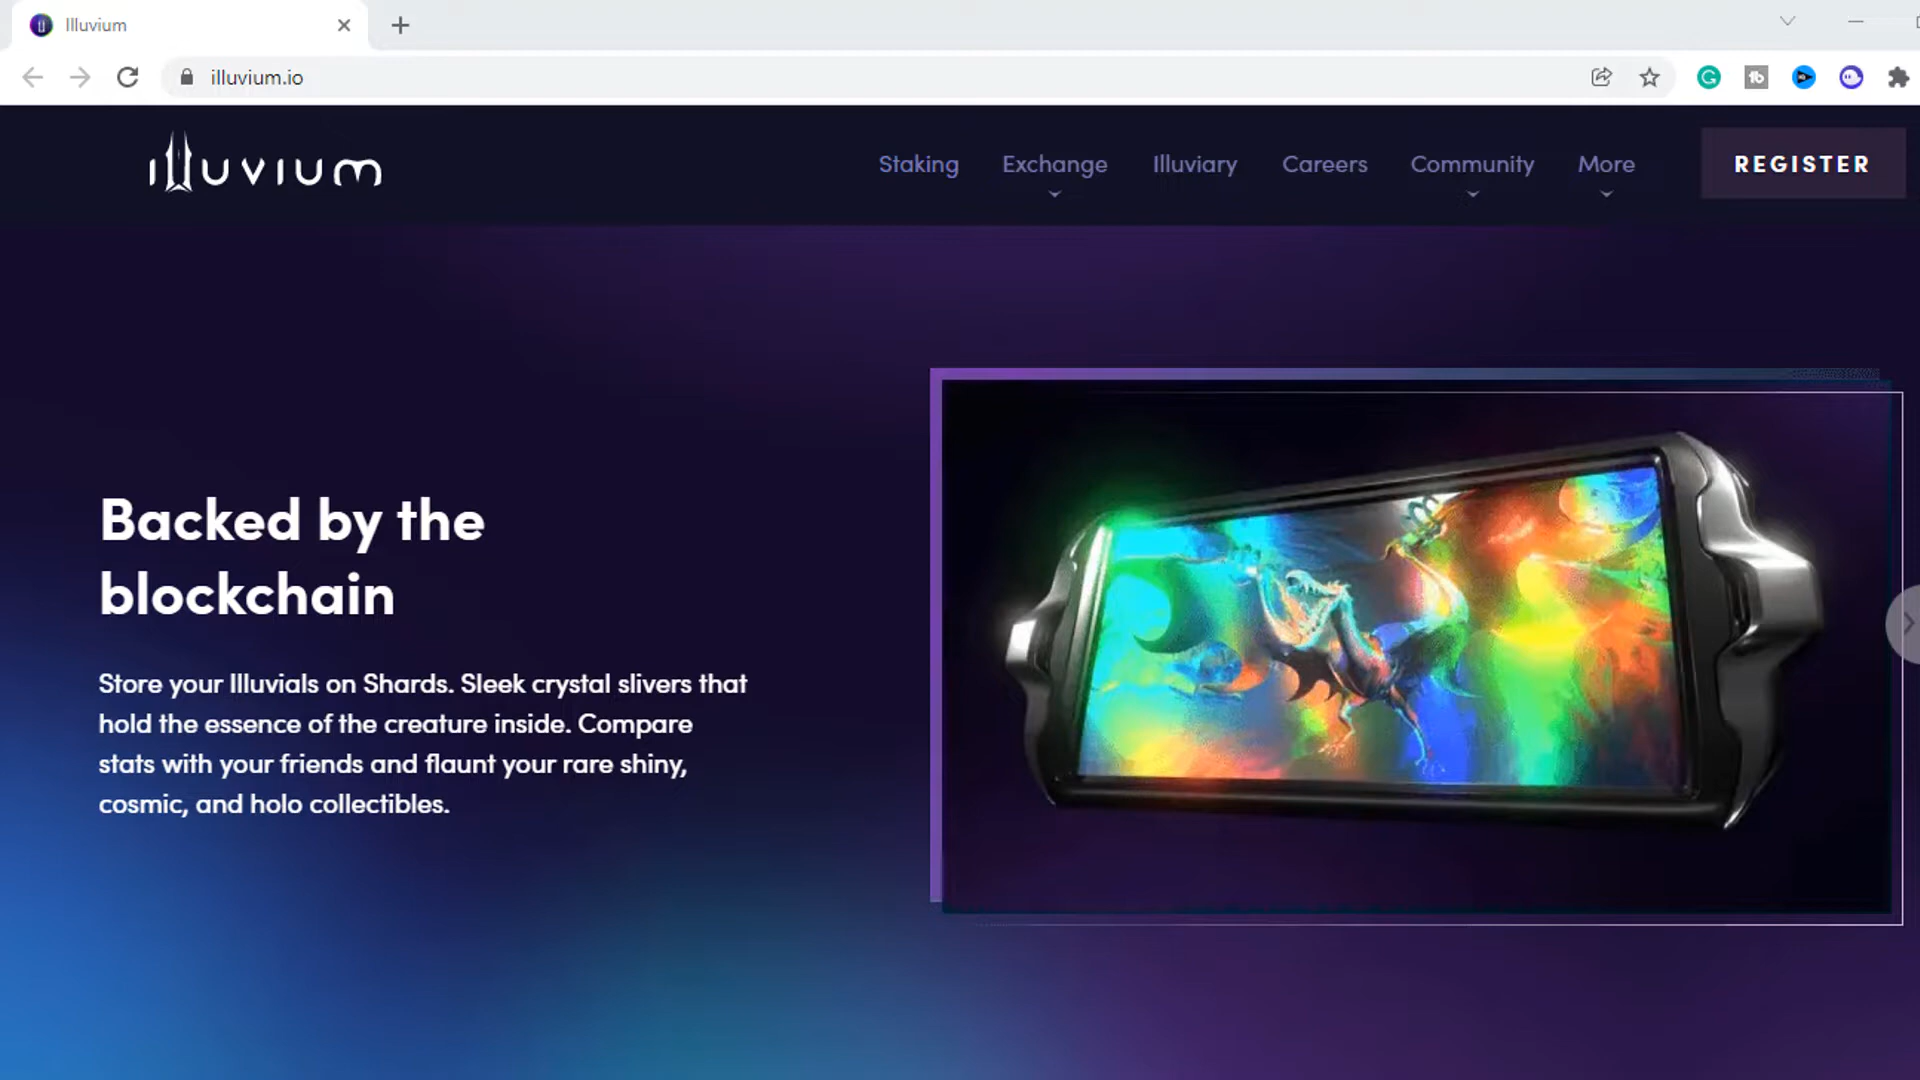 Illuvium
illuvium.io
illuvium
Staking
Exchange
Illuviary
Careers
Community
More
REGISTER
Backed by the
blockchain
Store your Illuvials on Shards. Sleek crystal slivers that
hold the essence of the creature inside. Compare
stats with your friends and flaunt your rare shiny,
cosmic, and holo collectibles.